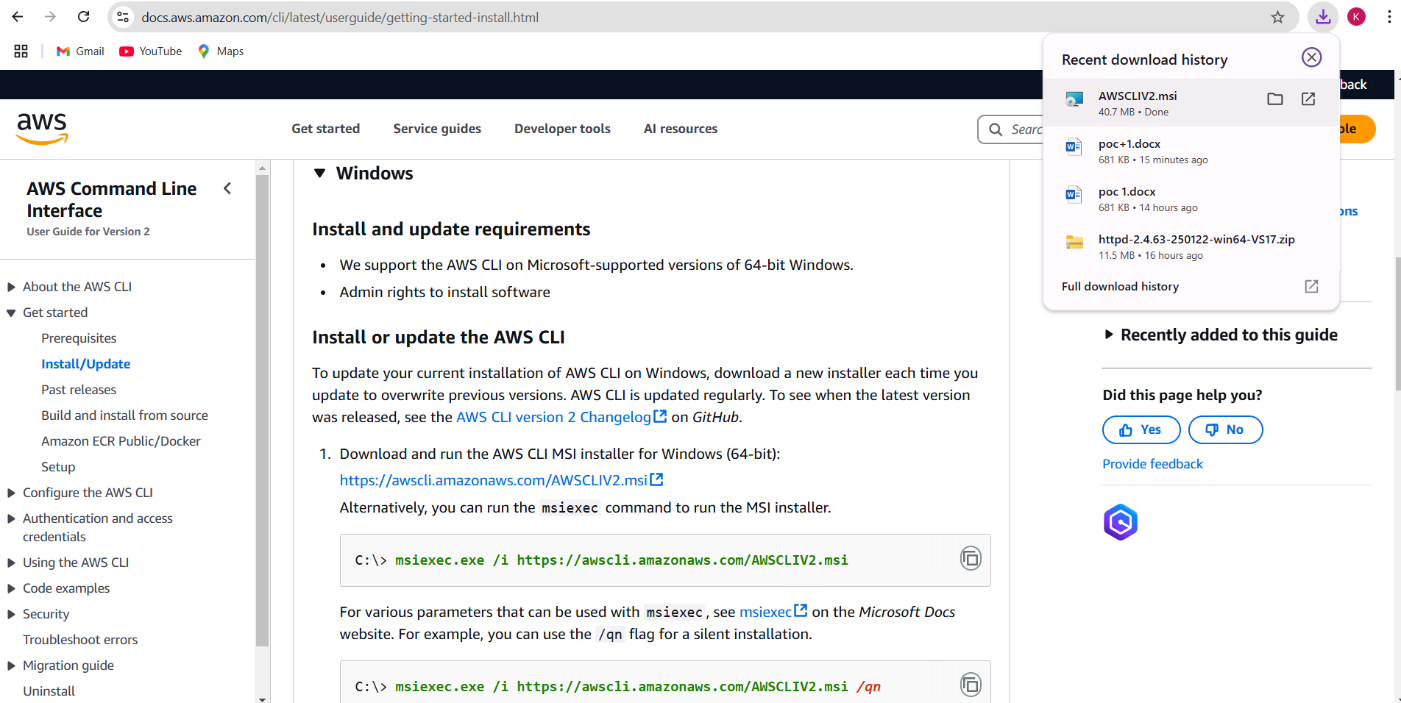 docs.aws.amazon.com/cli/latest/userguide/getting-started-install.html
K
Gmail
YouTube
Maps
Recent download history
AWSCLIV2.msi
40.7 MB • Done
poc+1.docx
681 KB • 15 minutes ago
poc 1.docx
681 KB • 14 hours ago
httpd-2.4.63-250122-win64-VS17.zip
11.5 MB • 16 hours ago
Full download history
back
aws
Get started
Service guides
Developer tools
AI resources
Searc
ole
ons
AWS Command Line
Interface
User Guide for Version 2
About the AWS CLI
Get started
Prerequisites
Install/Update
Past releases
Build and install from source
Amazon ECR Public/Docker
Setup
Configure the AWS CLI
Authentication and access
credentials
Using the AWS CLI
Code examples
Security
Troubleshoot errors
Migration guide
Uninstall
Windows
Install and update requirements
• We support the AWS CLI on Microsoft-supported versions of 64-bit Windows.
• Admin rights to install software
Install or update the AWS CLI
To update your current installation of AWS CLI on Windows, download a new installer each time you
update to overwrite previous versions. AWS CLI is updated regularly. To see when the latest version
was released, see the AWS CLI version 2 Changelog on GitHub.
1. Download and run the AWS CLI MSI installer for Windows (64-bit):
https://awscli.amazonaws.com/AWSCLIV2.msi
Alternatively, you can run the msiexec command to run the MSI installer.
C:\> msiexec.exe /i https://awscli.amazonaws.com/AWSCLIV2.msi
For various parameters that can be used with msiexec, see msiexec on the Microsoft Docs
website. For example, you can use the /qn flag for a silent installation.
C:\> msiexec.exe /i https://awscli.amazonaws.com/AWSCLIV2.msi /qn
Recently added to this guide
Did this page help you?
Yes
No
Provide feedback